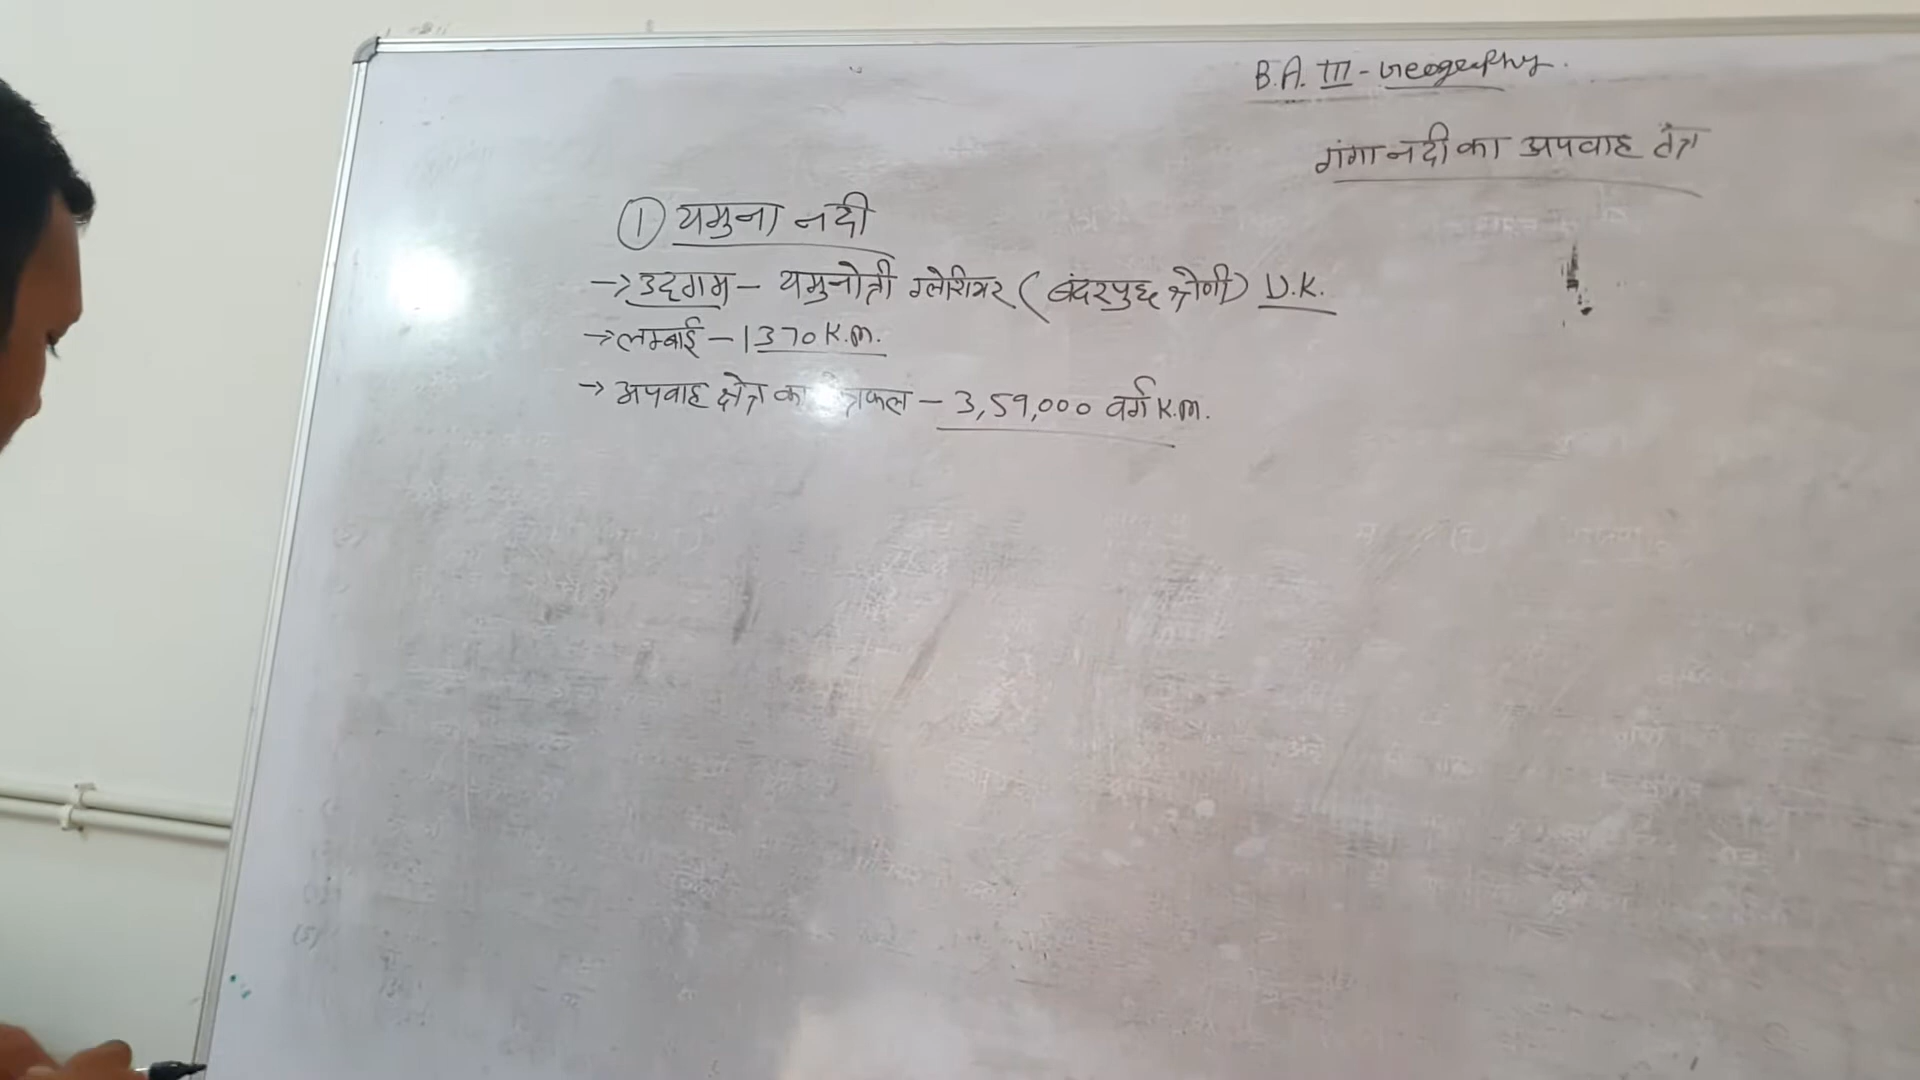 B.A. III - Geography.
गंगा नदी का अपवाह तंत्र
① यमुना नदी
→ उद्गम - यमुनोत्री ग्लेशियर ( बंदरपुछ श्रेणी) U.K.
→ लम्बाई - 1370 K.m.
→ अपवाह क्षेत्र का क्षेत्रफल - 3,59,000 वर्ग K.m.